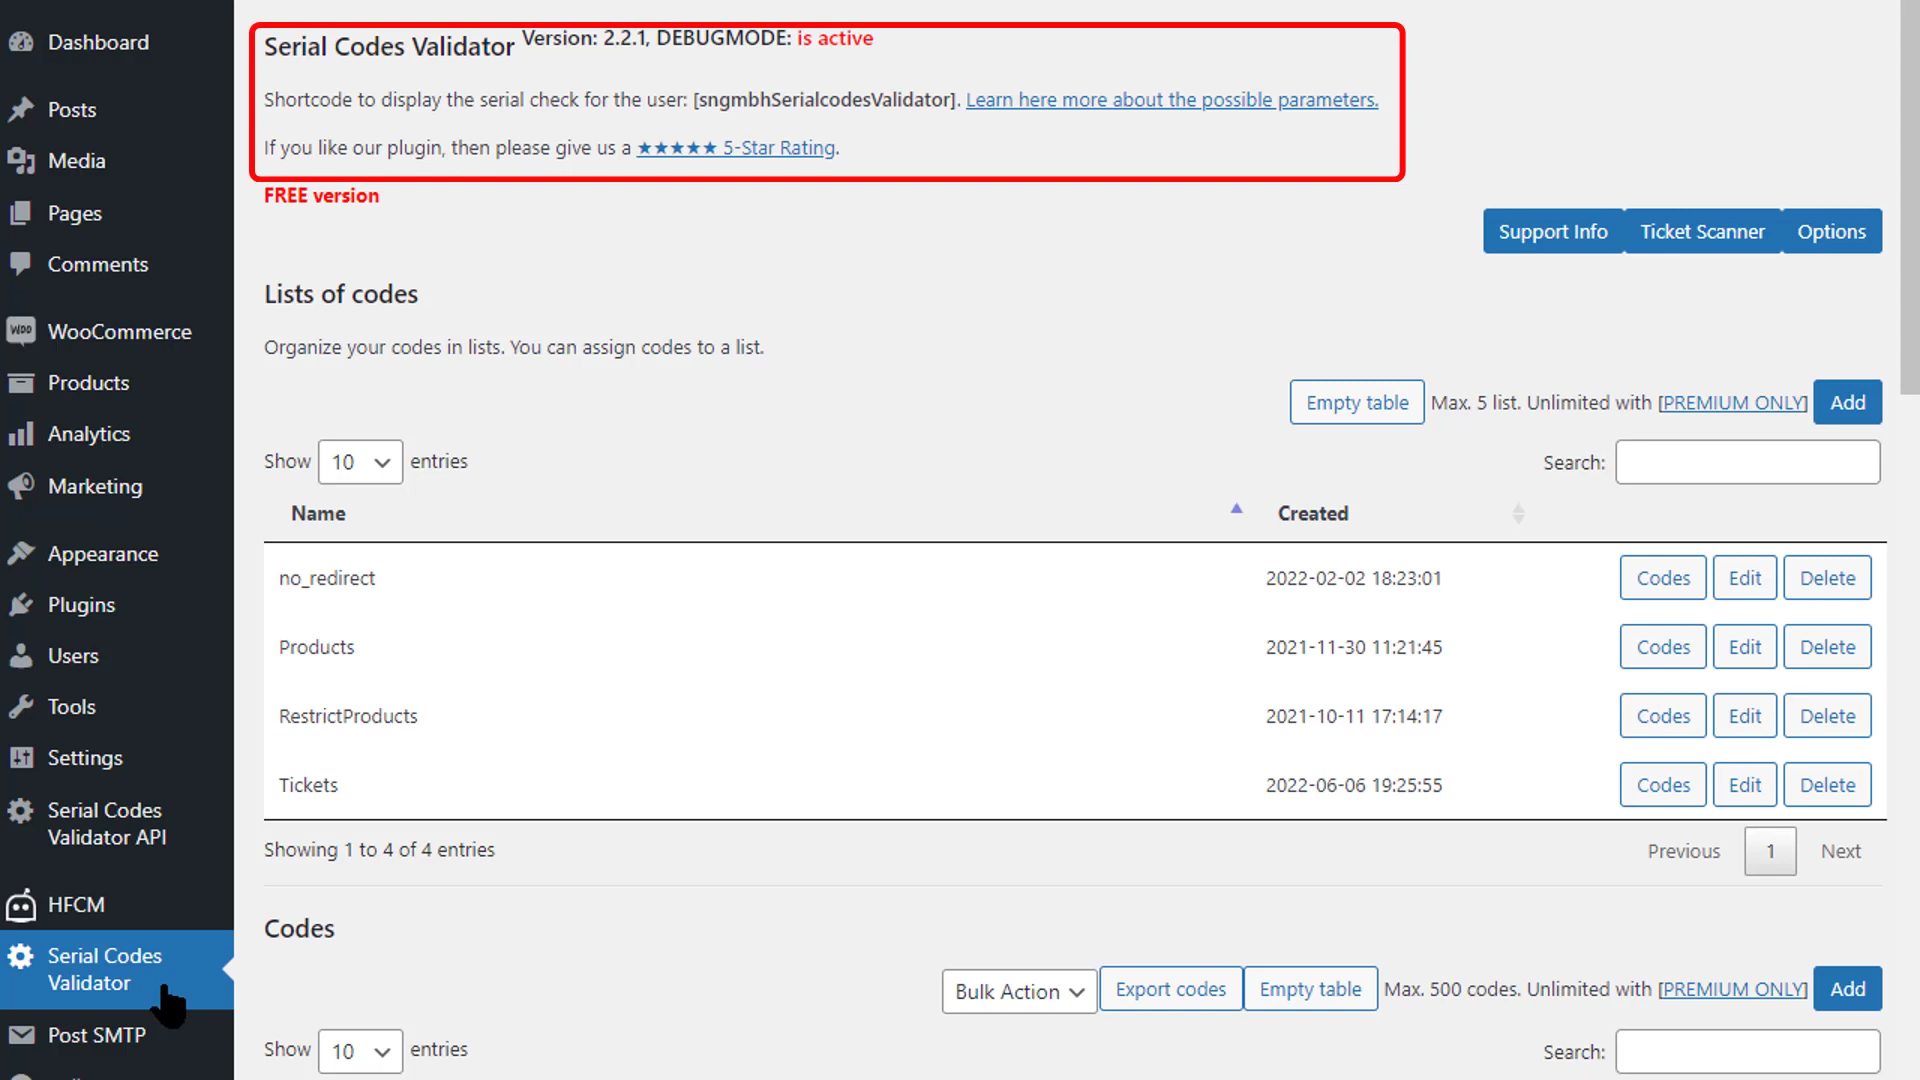 Dashboard
Posts
Media
Pages
Comments
WooCommerce
Products
Analytics
Marketing
Appearance
Plugins
Users
Tools
Settings
Serial Codes
Validator API
HFCM
Serial Codes
Validator
Post SMTP
Serial Codes Validator Version: 2.2.1, DEBUGMODE: is active
Shortcode to display the serial check for the user: [sngmbhSerialcodesValidator]. Learn here more about the possible parameters.
If you like our plugin, then please give us a ★★★★★ 5-Star Rating.
FREE version
Support Info Ticket Scanner Options
Lists of codes
Organize your codes in lists. You can assign codes to a list.
Empty table Max. 5 list. Unlimited with [PREMIUM ONLY] Add
Show 10 entries Search:
Name Created
no_redirect 2022-02-02 18:23:01 Codes Edit Delete
Products 2021-11-30 11:21:45 Codes Edit Delete
RestrictProducts 2021-10-11 17:14:17 Codes Edit Delete
Tickets 2022-06-06 19:25:55 Codes Edit Delete
Showing 1 to 4 of 4 entries Previous 1 Next
Codes
Bulk Action Export codes Empty table Max. 500 codes. Unlimited with [PREMIUM ONLY] Add
Show 10 entries Search: